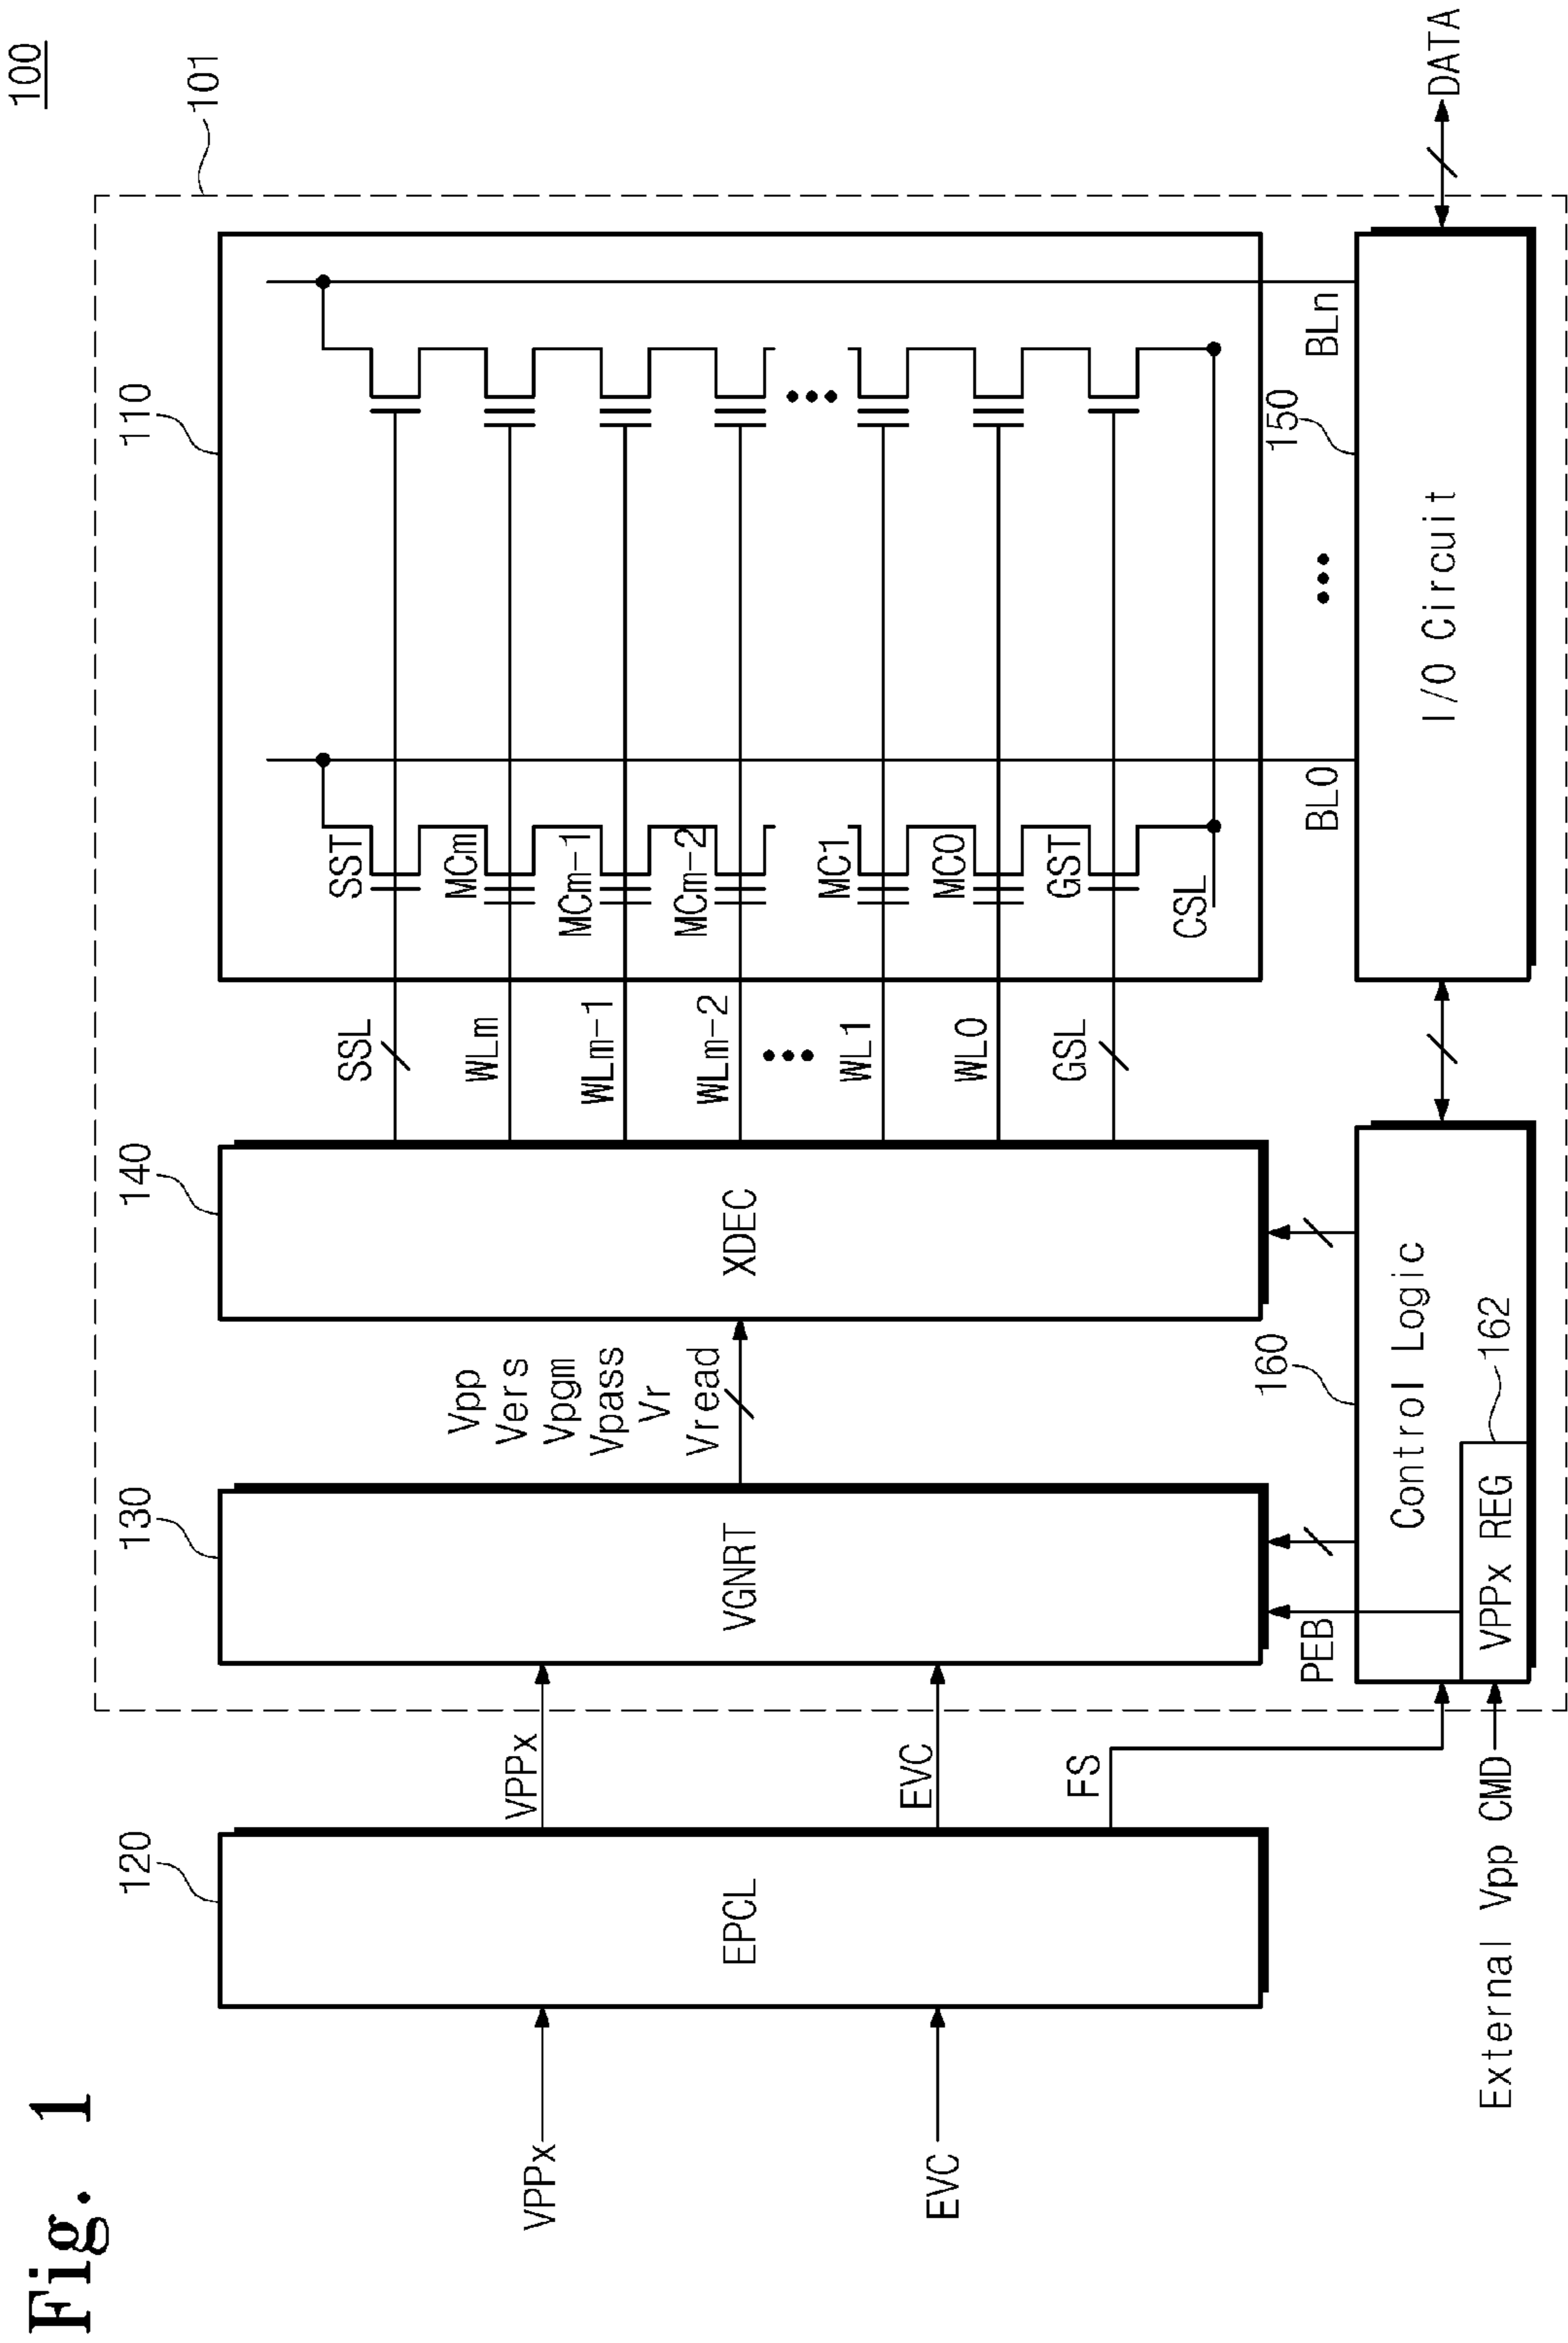 Fig. 1
100
101
110
120
130
140
VPPx
EVC
EPCL
VPPx
EVC
FS
VGNRT
Vpp
Vers
Vpgm
Vpass
Vr
Vread
XDEC
SSL
WLm
WLm-1
WLm-2
WL1
WL0
GSL
SST
MCm
MCm-1
MCm-2
MC1
MC0
GST
CSL
PEB
160
BL0
BLn
150
Control Logic
VPPx REG
162
External Vpp CMD
I/O Circuit
DATA